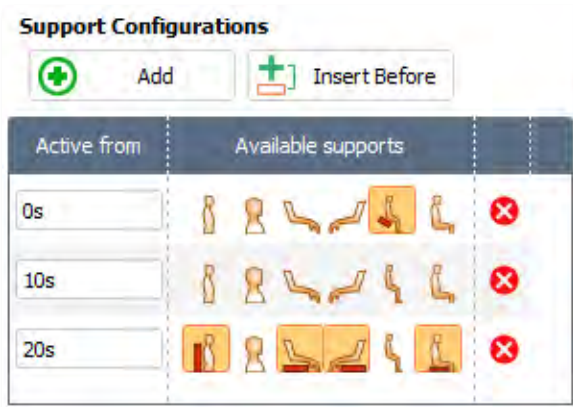 Support Configurations
Add Insert Before
Active from Available supports
0s
10s
20s